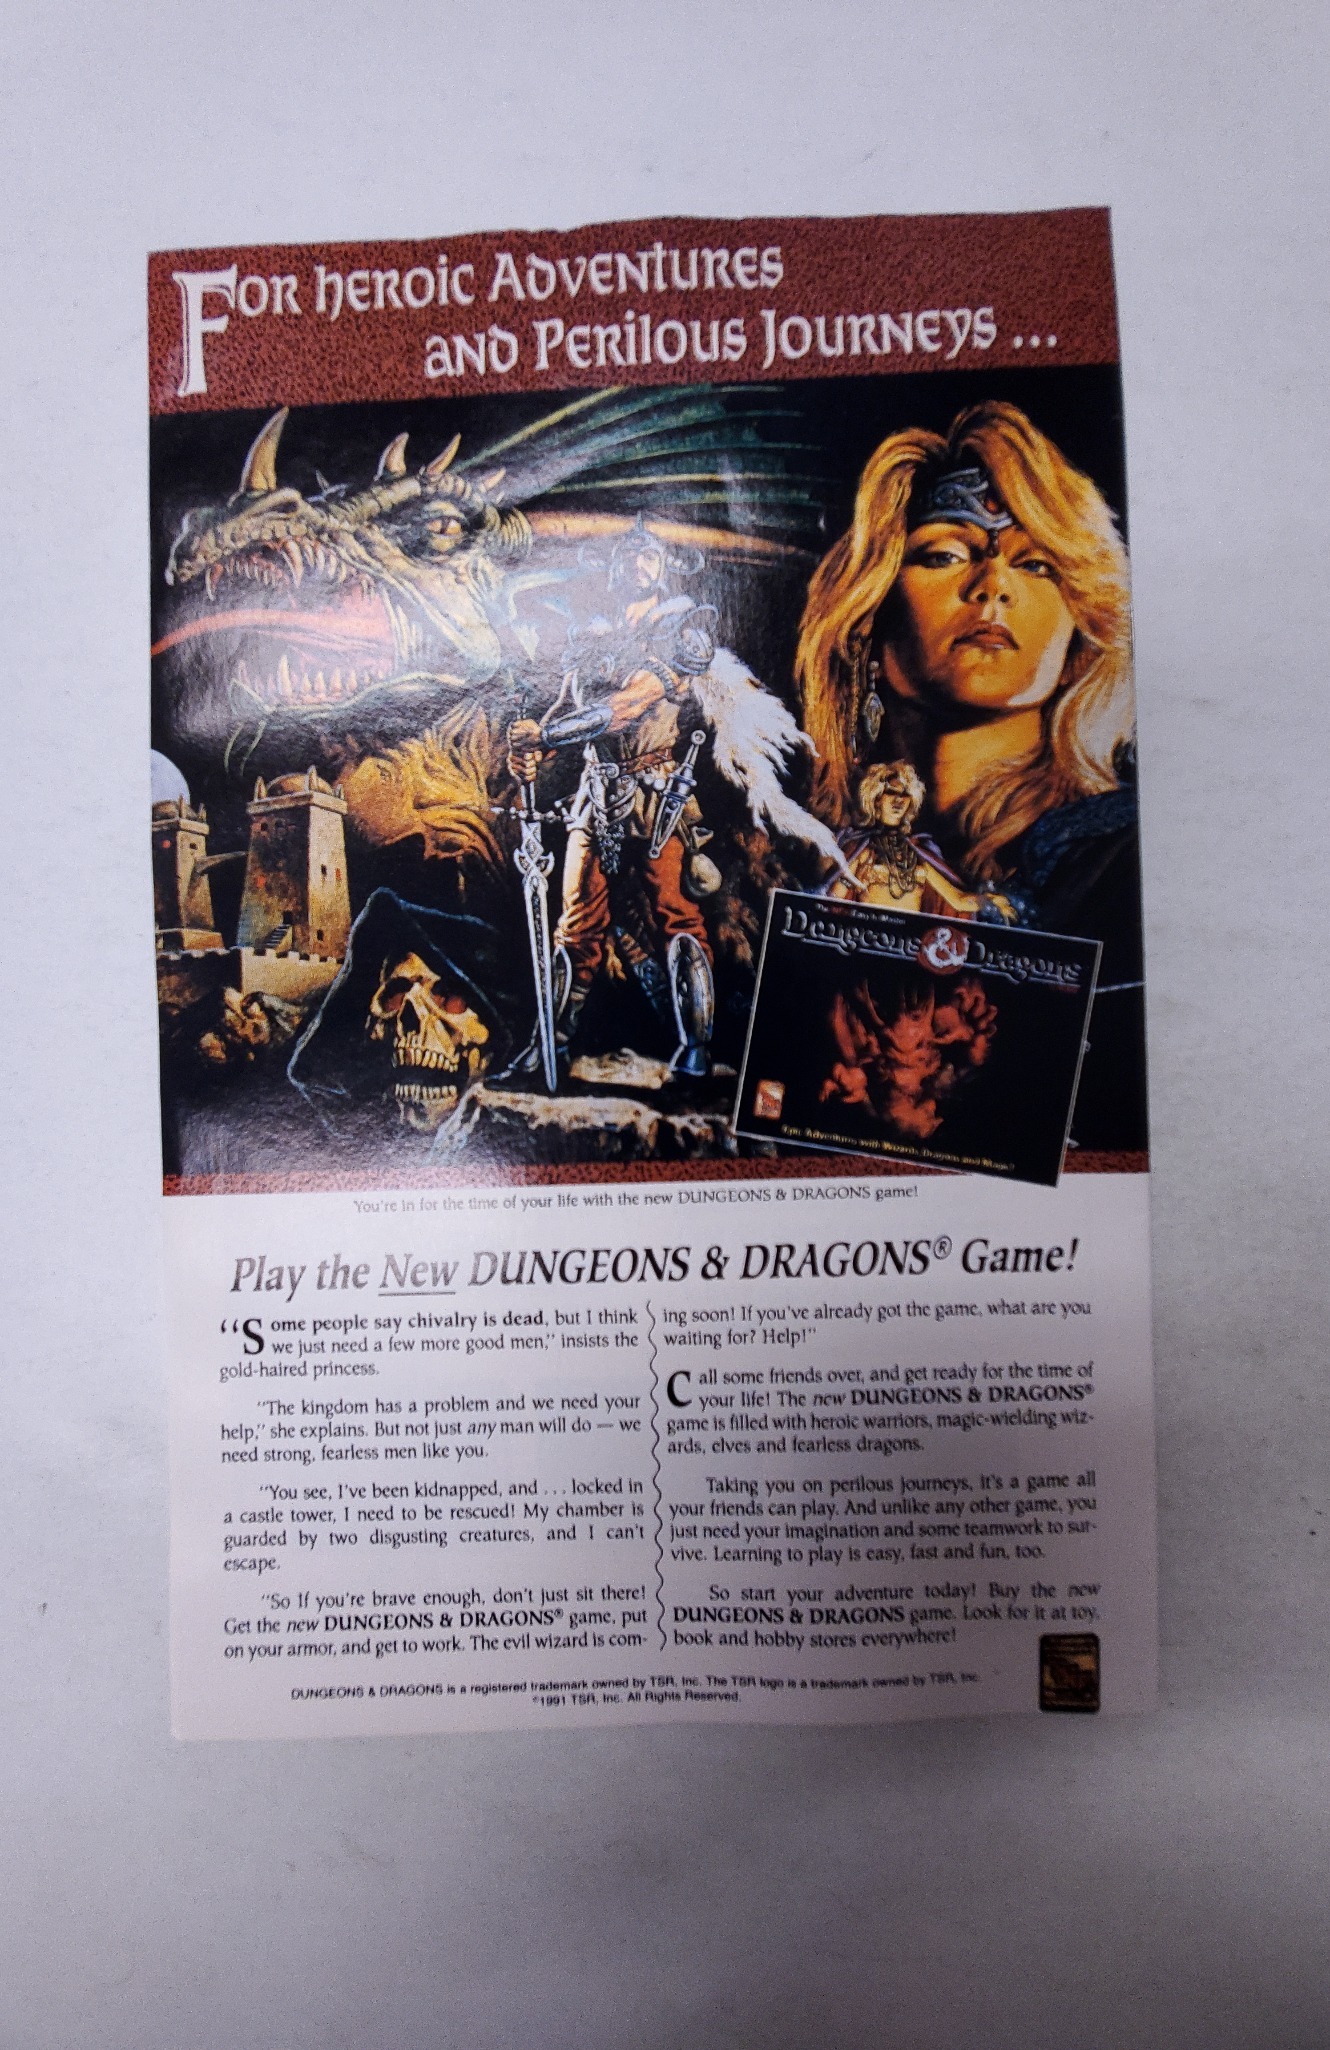 FOR HEROIC ADVENTURES
AND PERILOUS JOURNEYS ...
DUNGEONS & DRAGONS
Epic Adventures with Wizards, Dragons and Magic!
You're in for the time of your life with the new DUNGEONS & DRAGONS game!
Play the New DUNGEONS & DRAGONS® Game!
“Some people say chivalry is dead, but I think
we just need a few more good men,” insists the
gold-haired princess.
“The kingdom has a problem and we need your
help,” she explains. But not just any man will do — we
need strong, fearless men like you.
“You see, I've been kidnapped, and . . . locked in
a castle tower, I need to be rescued! My chamber is
guarded by two disgusting creatures, and I can't
escape.
“So If you're brave enough, don't just sit there!
Get the new DUNGEONS & DRAGONS® game, put
on your armor, and get to work. The evil wizard is com-
ing soon! If you've already got the game, what are you
waiting for? Help!”
Call some friends over, and get ready for the time of
your life! The new DUNGEONS & DRAGONS®
game is filled with heroic warriors, magic-wielding wiz-
ards, elves and fearless dragons.
Taking you on perilous journeys, it's a game all
your friends can play. And unlike any other game, you
just need your imagination and some teamwork to sur-
vive. Learning to play is easy, fast and fun, too.
So start your adventure today! Buy the new
DUNGEONS & DRAGONS game. Look for it at toy,
book and hobby stores everywhere!
DUNGEONS & DRAGONS is a registered trademark owned by TSR, Inc. The TSR logo is a trademark owned by TSR, Inc.
©1991 TSR, Inc. All Rights Reserved.